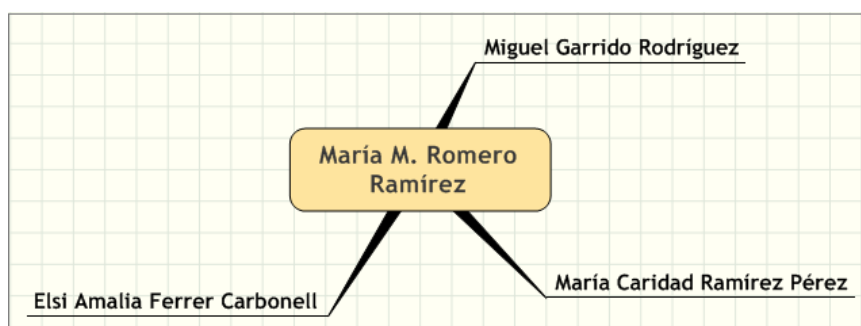 Miguel Garrido Rodríguez
María M. Romero
Ramírez
María Caridad Ramírez Pérez
Elsi Amalia Ferrer Carbonell